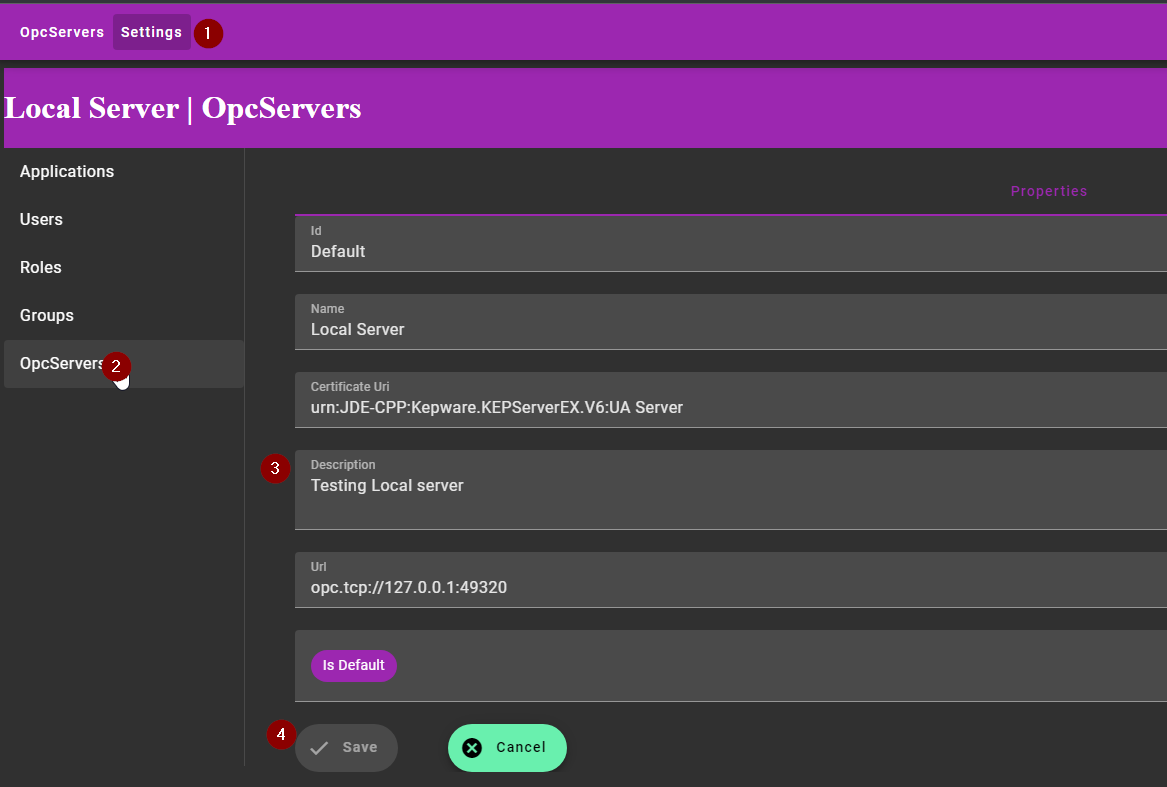 OpcServers Settings 1
Local Server | OpcServers
Applications
Users
Roles
Groups
OpcServers 2
Properties
Id
Default
Name
Local Server
Certificate Uri
urn:JDE-CPP:Kepware.KEPServerEX.V6:UA Server
3
Description
Testing Local server
Url
opc.tcp://127.0.0.1:49320
Is Default
4 Save Cancel